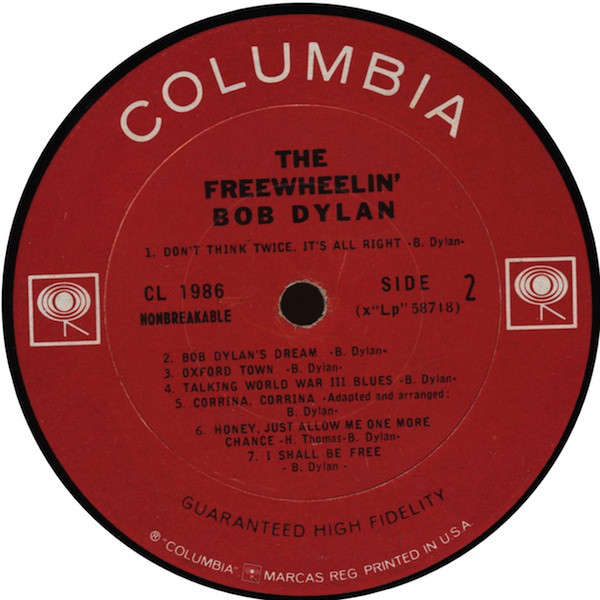 COLUMBIA
THE
FREEWHEELIN'
BOB DYLAN
1. DON'T THINK TWICE, IT'S ALL RIGHT -B. Dylan-
CL 1986
NONBREAKABLE
SIDE 2
(x"Lp" 58718)
2. BOB DYLAN'S DREAM -B. Dylan-
3. OXFORD TOWN -B. Dylan-
4. TALKING WORLD WAR III BLUES -B. Dylan-
5. CORRINA, CORRINA -Adapted and arranged:
B. Dylan-
6. HONEY, JUST ALLOW ME ONE MORE
CHANCE -H. Thomas-B. Dylan-
7. I SHALL BE FREE
- B. Dylan -
GUARANTEED HIGH FIDELITY
® "COLUMBIA" MARCAS REG. PRINTED IN U.S.A.